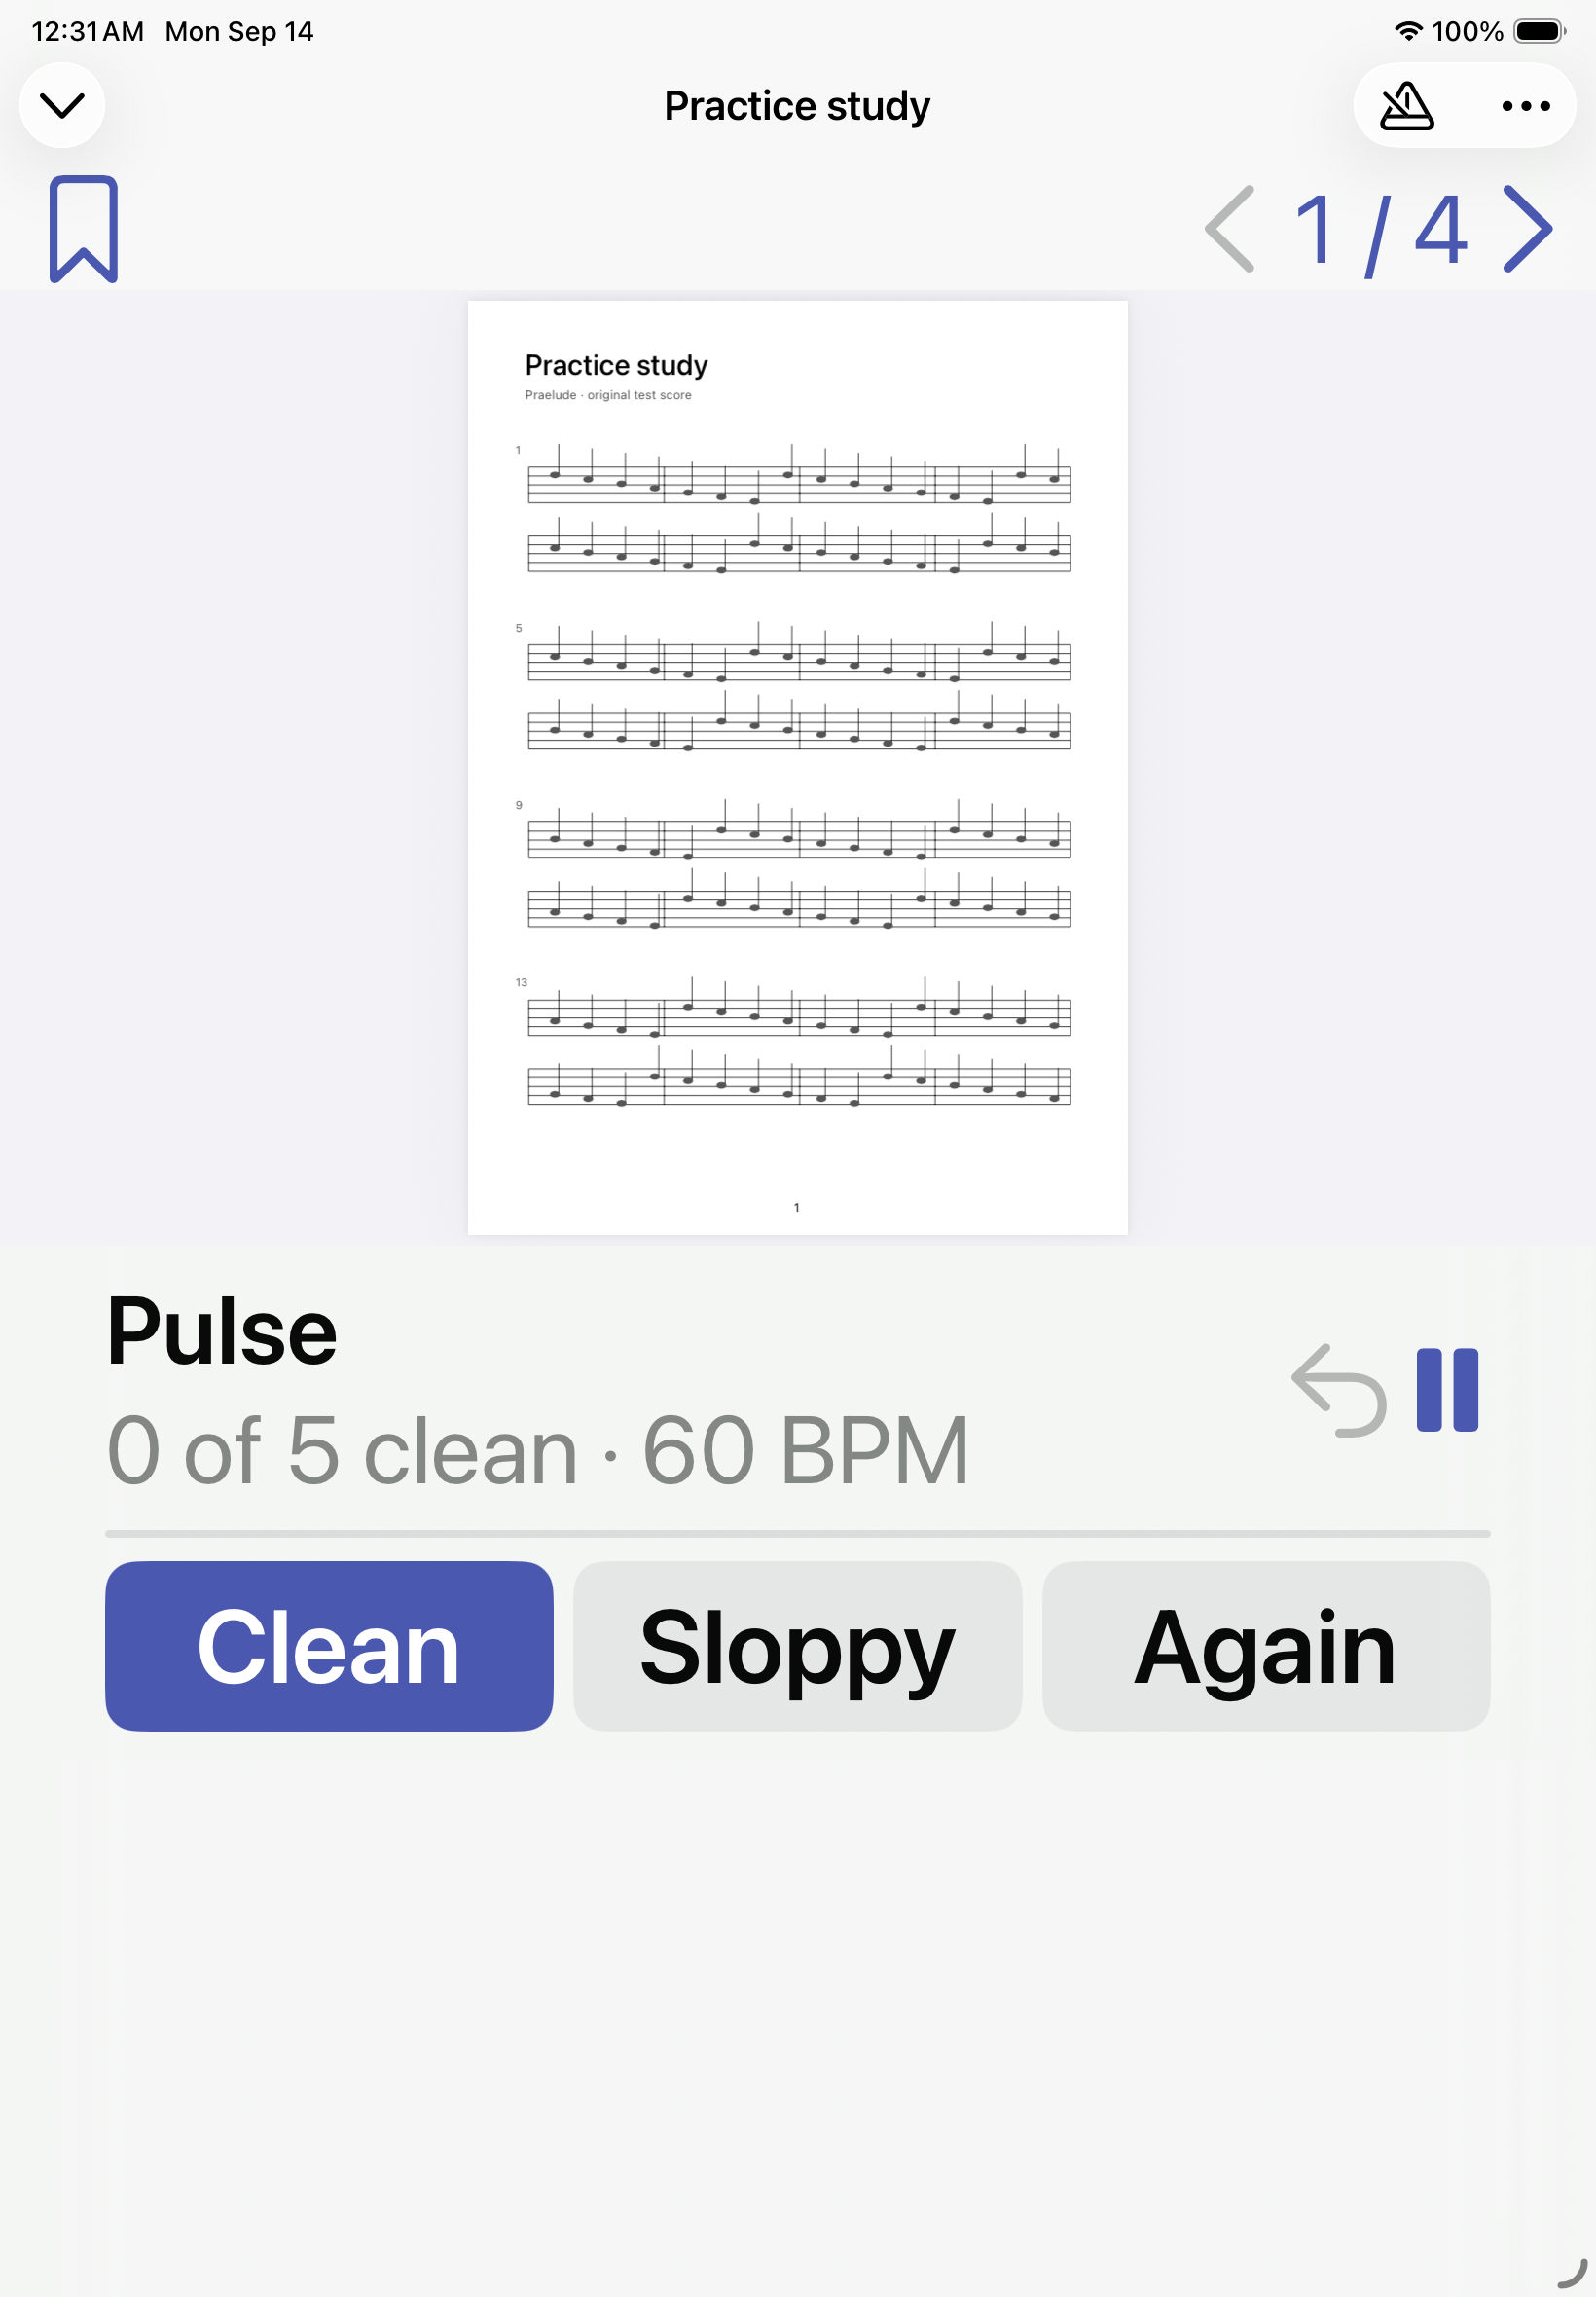 12:31 AM Mon Sep 14 100%
Practice study
1 / 4
Practice study
Praelude · original test score
1
5
9
13
1
Pulse
0 of 5 clean · 60 BPM
Clean Sloppy Again